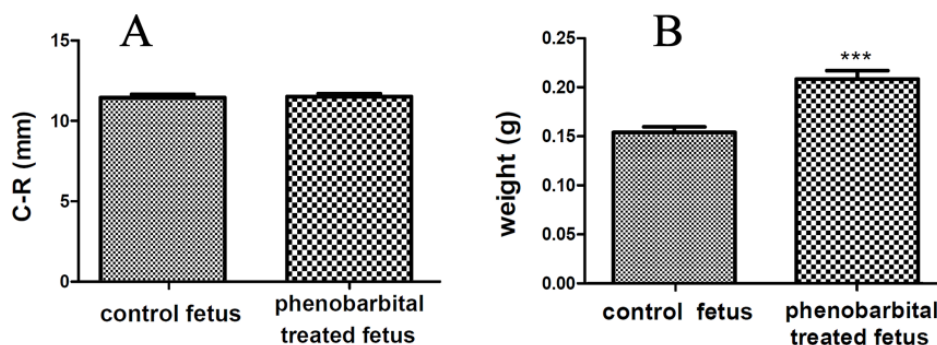 A
C-R (mm)
15
10
5
0
control fetus
phenobarbital
treated fetus
B
weight (g)
0.25
0.20
0.15
0.10
0.05
0.00
***
control fetus
phenobarbital
treated fetus